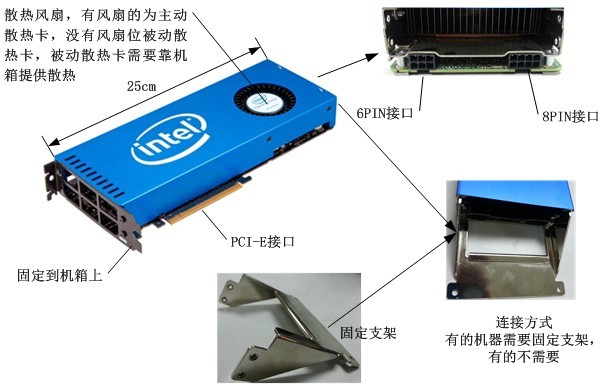 散热风扇，有风扇的为主动
散热卡，没有风扇位被动散
热卡，被动散热卡需要靠机
箱提供散热
25cm
intel
intel
6PIN接口
8PIN接口
PCI-E接口
固定到机箱上
固定支架
连接方式
有的机器需要固定支架，
有的不需要